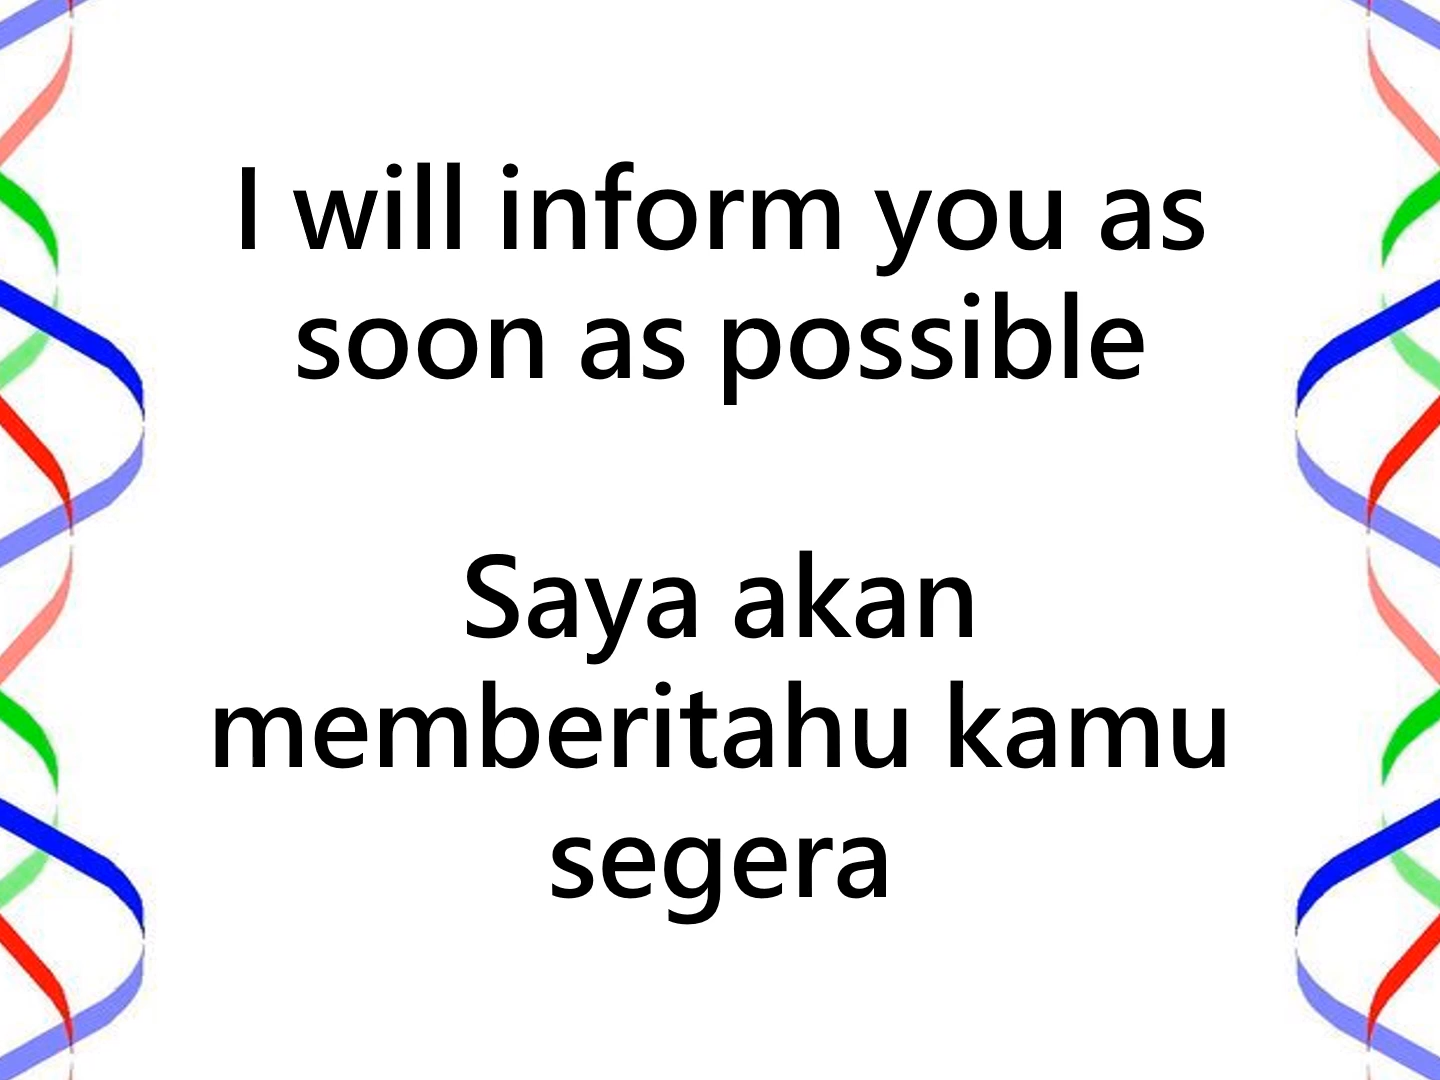 I will inform you as
soon as possible
Saya akan
memberitahu kamu
segera